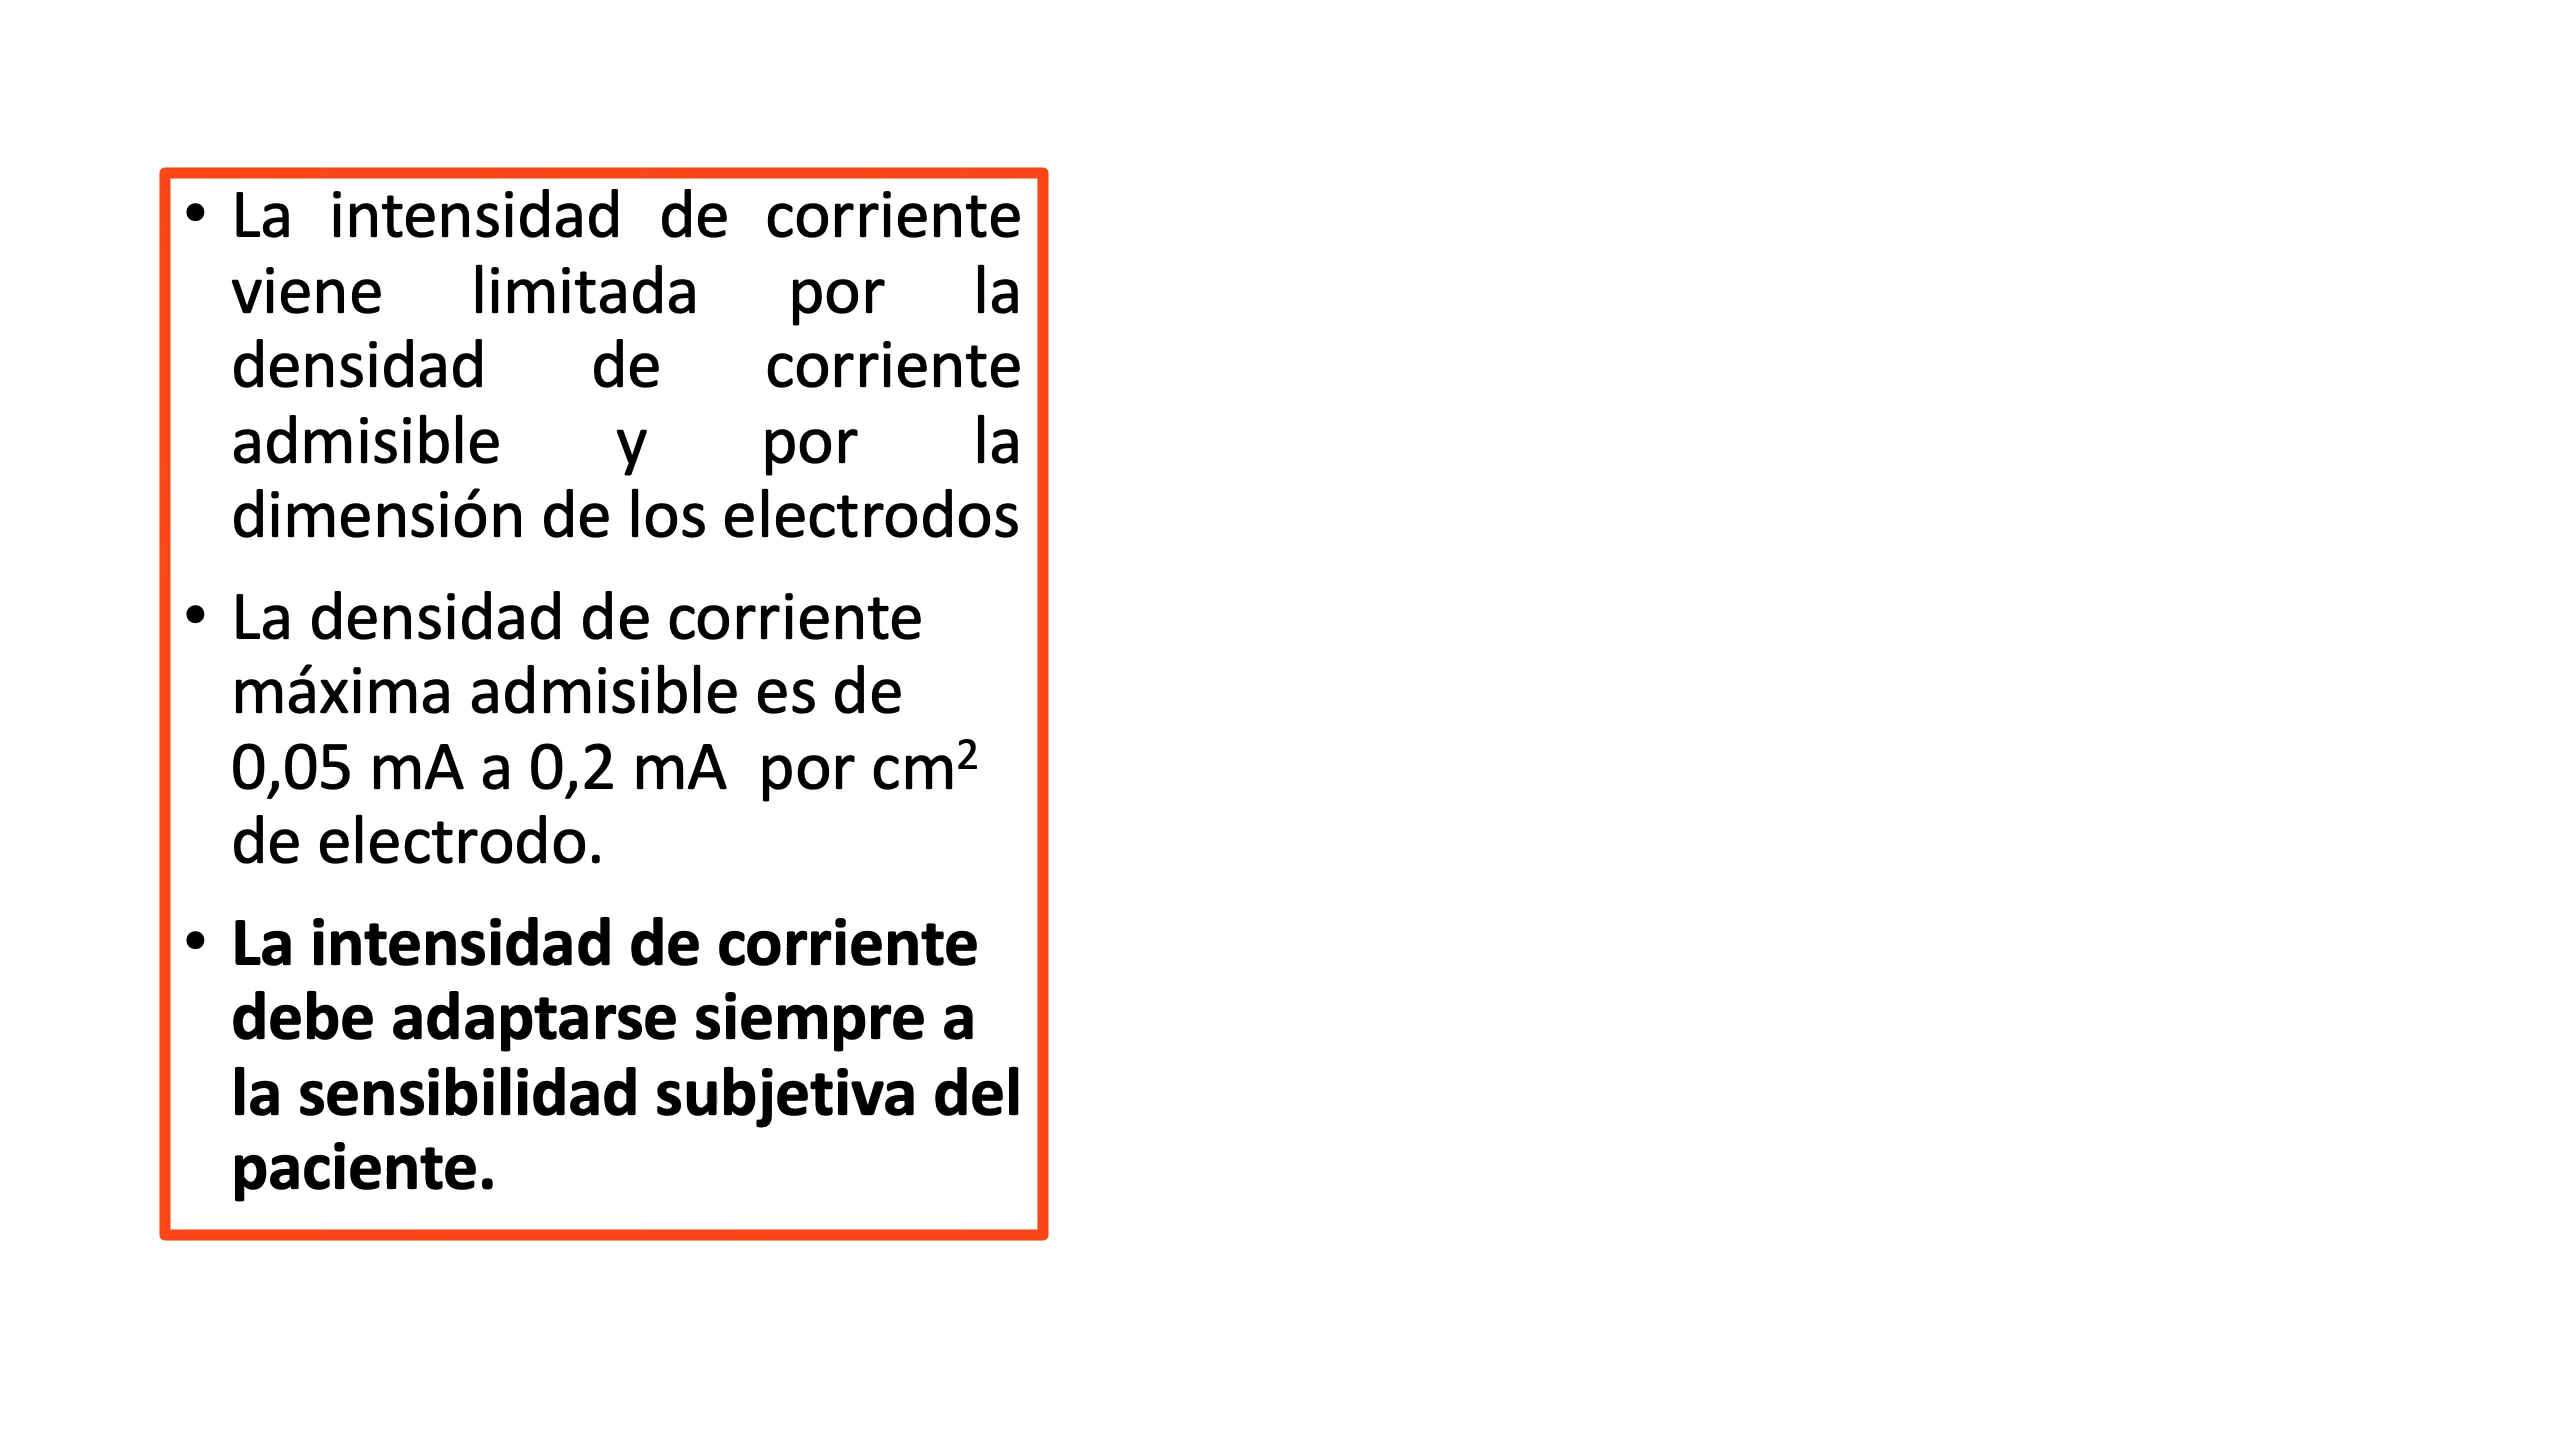 • La intensidad de corriente
viene limitada por la
densidad de corriente
admisible y por la
dimensión de los electrodos
• La densidad de corriente
máxima admisible es de
0,05 mA a 0,2 mA  por cm²
de electrodo.
• La intensidad de corriente
debe adaptarse siempre a
la sensibilidad subjetiva del
paciente.